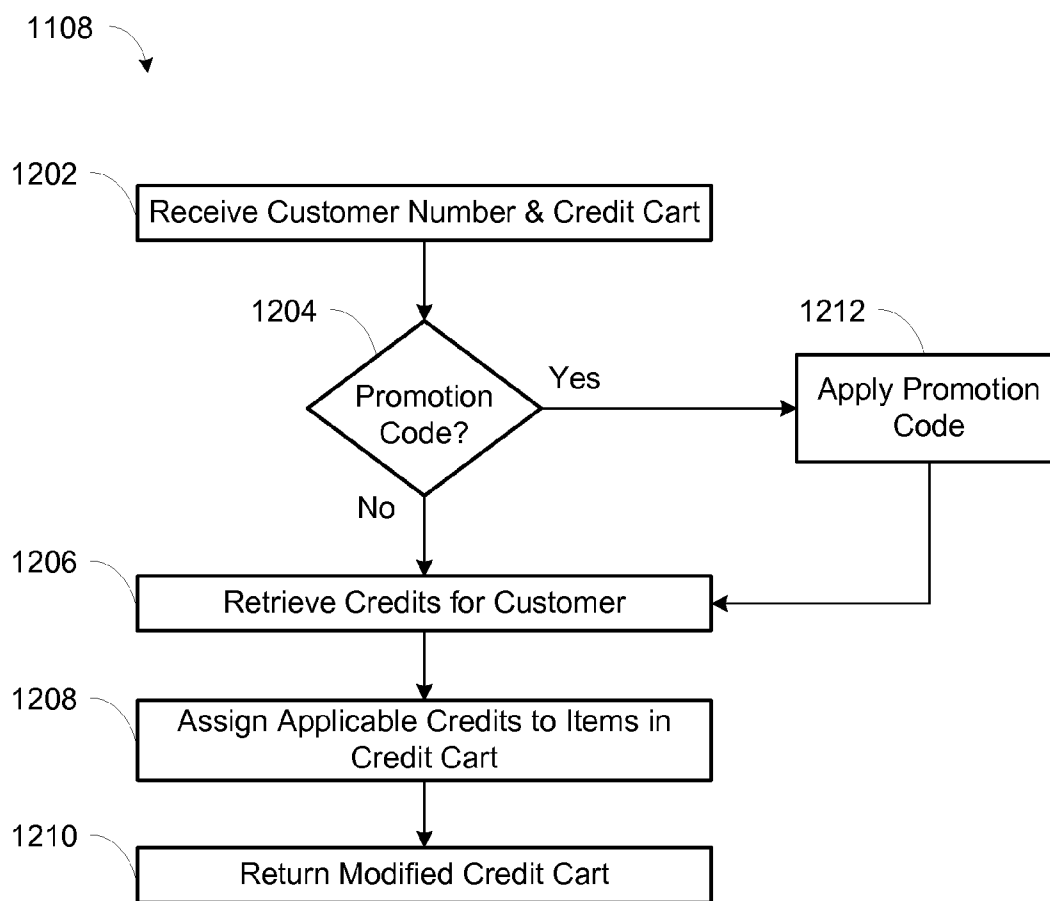 1108
1202
Receive Customer Number & Credit Cart
1204
Promotion
Code?
Yes
1212
Apply Promotion
Code
No
1206
Retrieve Credits for Customer
1208
Assign Applicable Credits to Items in
Credit Cart
1210
Return Modified Credit Cart